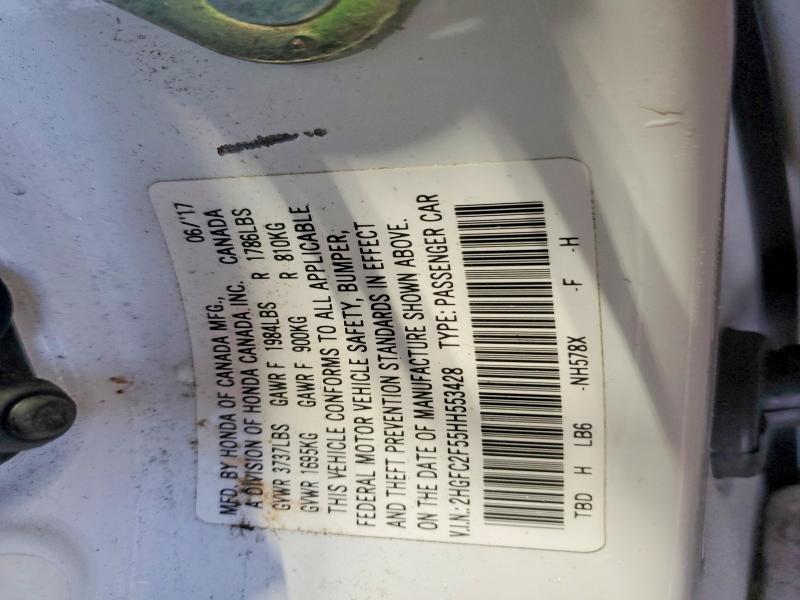 MFD. BY HONDA OF CANADA MFG., 06/'17
A DIVISION OF HONDA CANADA INC. CANADA
GVWR 3737LBS GAWR F 1984LBS R 1786LBS
GVWR 1695KG GAWR F 900KG R 810KG
THIS VEHICLE CONFORMS TO ALL APPLICABLE
FEDERAL MOTOR VEHICLE SAFETY, BUMPER,
AND THEFT PREVENTION STANDARDS IN EFFECT
ON THE DATE OF MANUFACTURE SHOWN ABOVE.
V.I.N.: 2HGFC2F55HH553428 TYPE: PASSENGER CAR
TBD H LB6 -NH578X -F -H